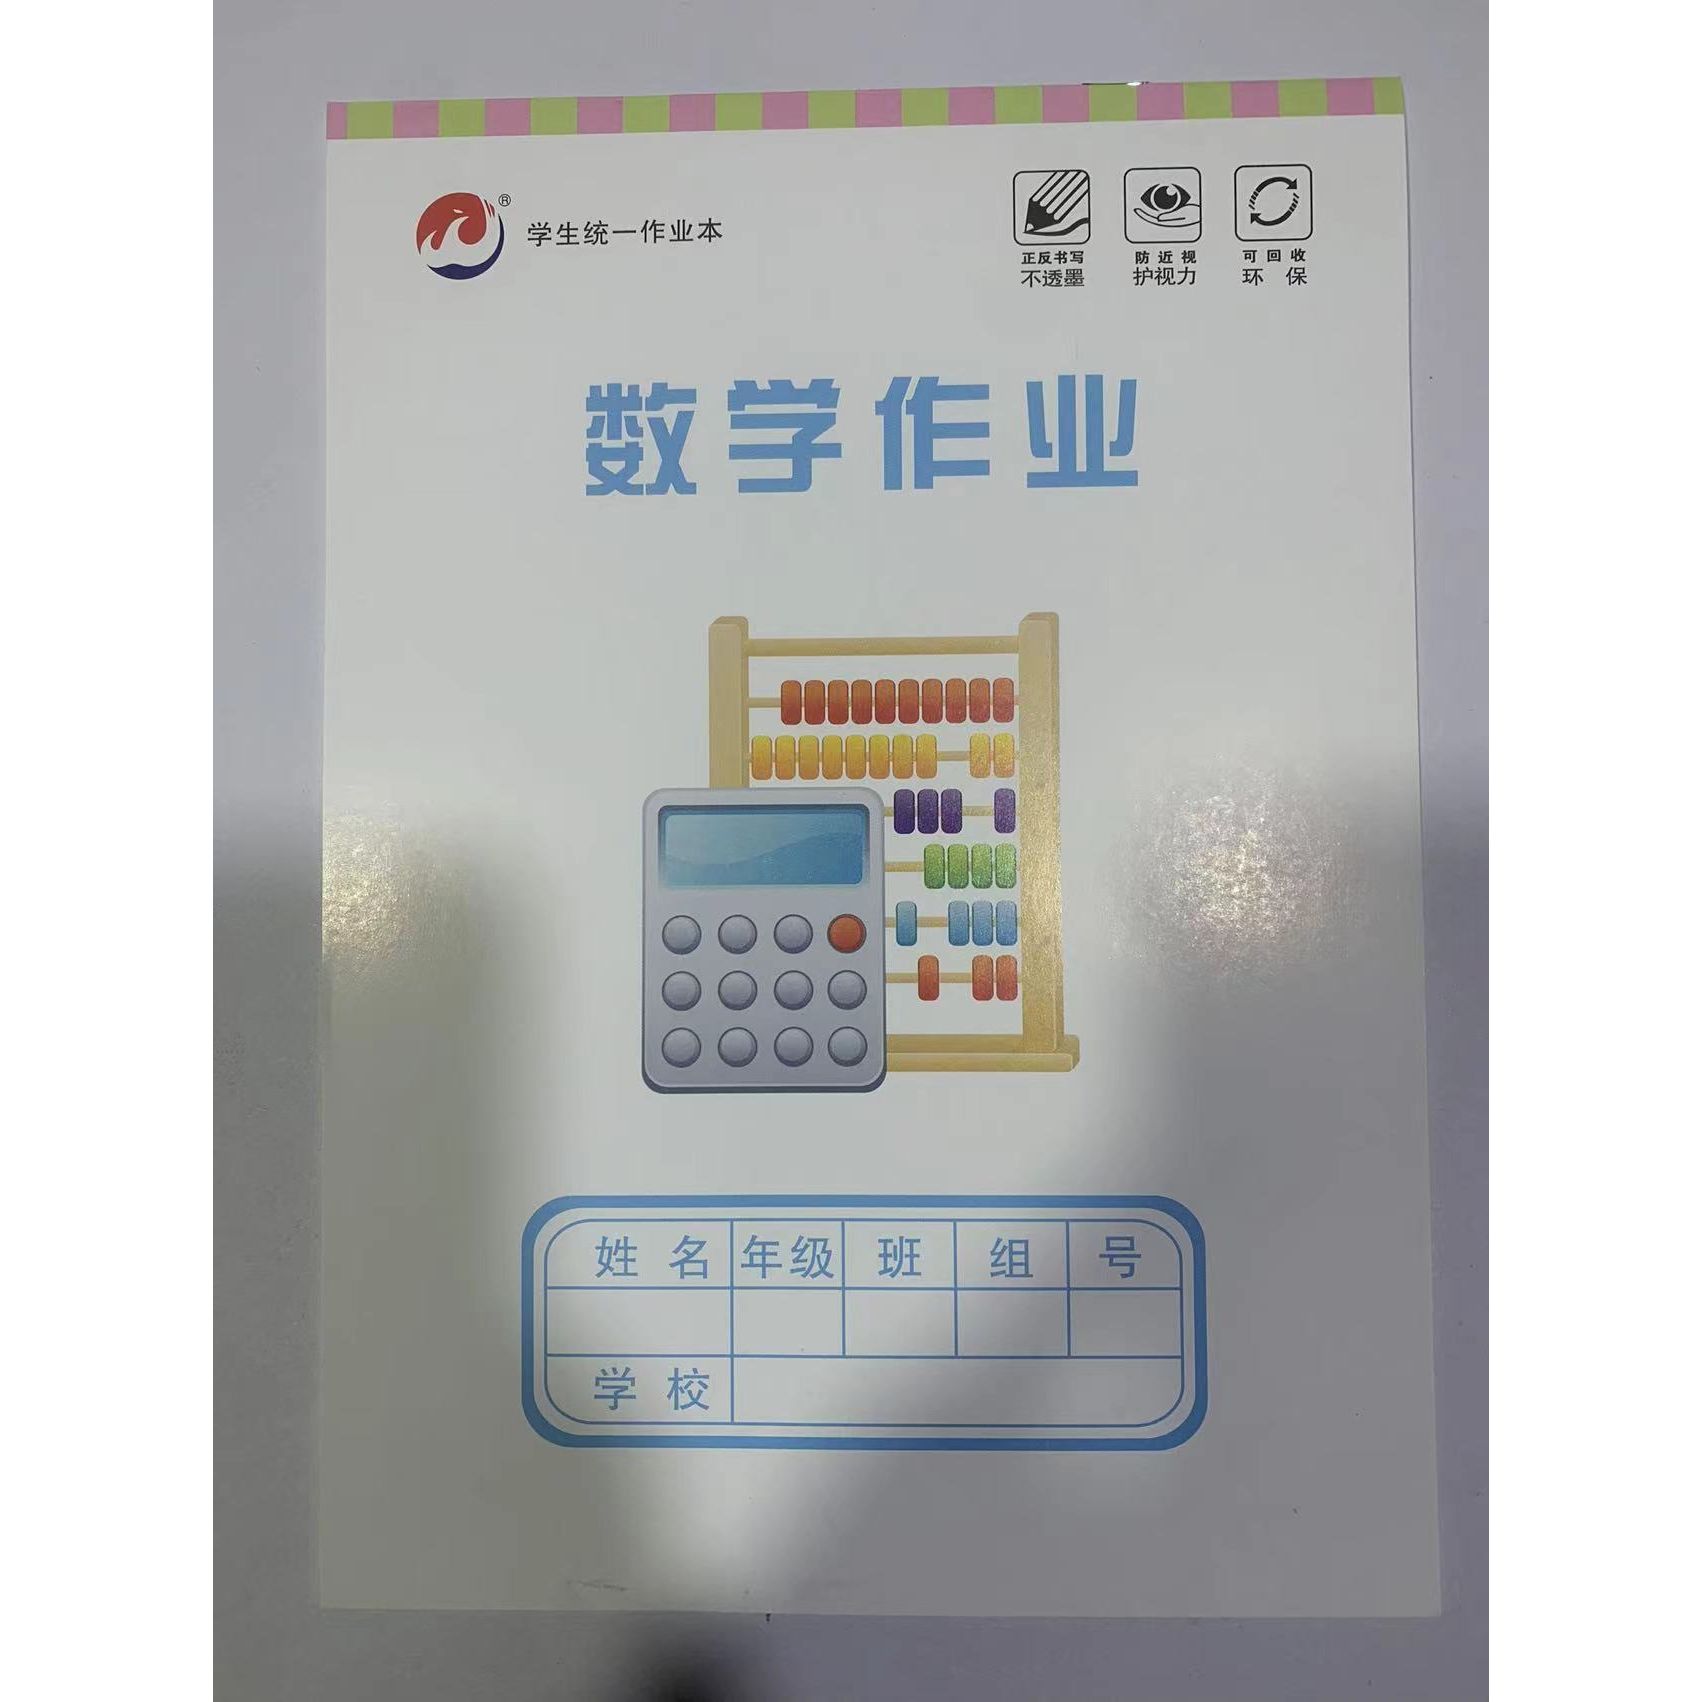 ® 学生统一作业本
正反书写 防近视 可回收
不透墨 护视力 环保
数学作业
姓名 年级 班 组 号
学校